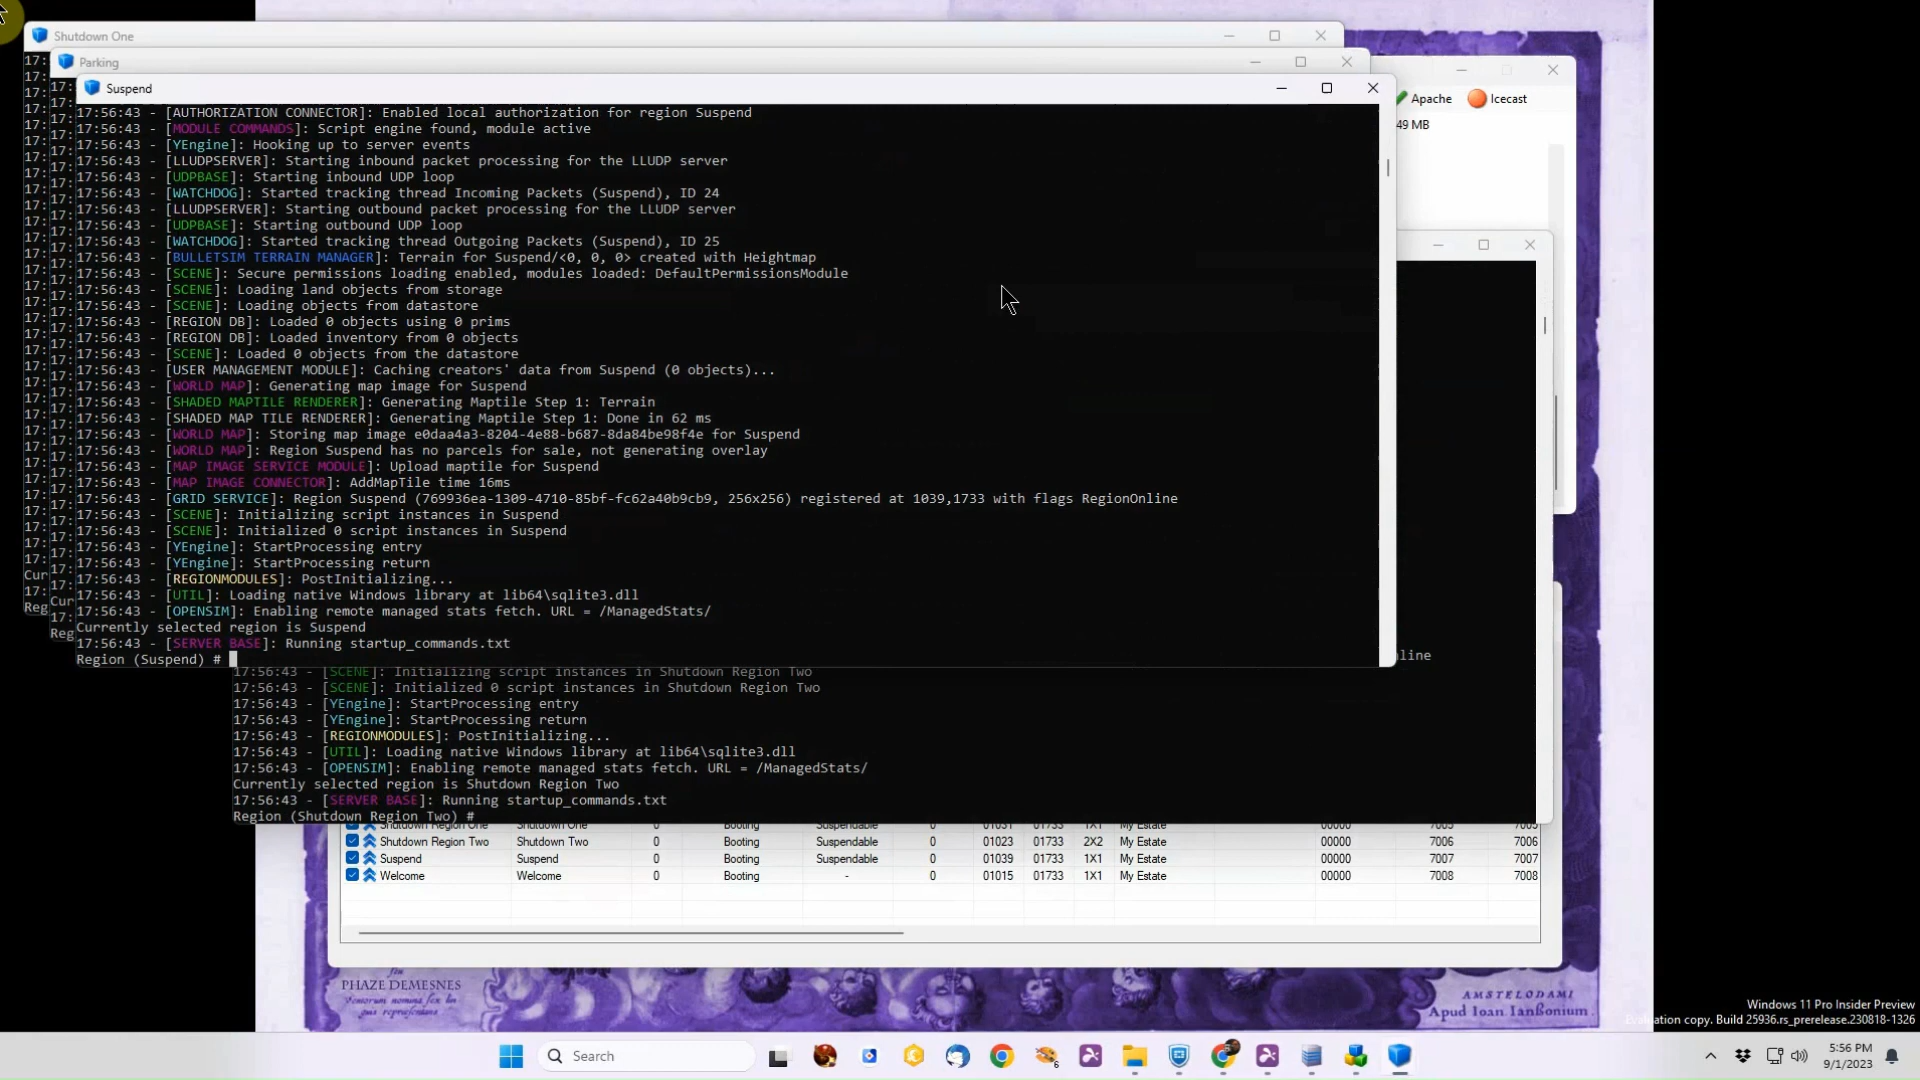 Shutdown One
Parking
Suspend
Apache
Icecast
49 MB
17:56:43 - [AUTHORIZATION CONNECTOR]: Enabled local authorization for region Suspend
17:56:43 - [MODULE COMMANDS]: Script engine found, module active
17:56:43 - [YEngine]: Hooking up to server events
17:56:43 - [LLUDPSERVER]: Starting inbound packet processing for the LLUDP server
17:56:43 - [UDPBASE]: Starting inbound UDP loop
17:56:43 - [WATCHDOG]: Started tracking thread Incoming Packets (Suspend), ID 24
17:56:43 - [LLUDPSERVER]: Starting outbound packet processing for the LLUDP server
17:56:43 - [UDPBASE]: Starting outbound UDP loop
17:56:43 - [WATCHDOG]: Started tracking thread Outgoing Packets (Suspend), ID 25
17:56:43 - [BULLETSIM TERRAIN MANAGER]: Terrain for Suspend/<0, 0, 0> created with Heightmap
17:56:43 - [SCENE]: Secure permissions loading enabled, modules loaded: DefaultPermissionsModule
17:56:43 - [SCENE]: Loading land objects from storage
17:56:43 - [SCENE]: Loading objects from datastore
17:56:43 - [REGION DB]: Loaded 0 objects using 0 prims
17:56:43 - [REGION DB]: Loaded inventory from 0 objects
17:56:43 - [SCENE]: Loaded 0 objects from the datastore
17:56:43 - [USER MANAGEMENT MODULE]: Caching creators' data from Suspend (0 objects)...
17:56:43 - [WORLD MAP]: Generating map image for Suspend
17:56:43 - [SHADED MAPTILE RENDERER]: Generating Maptile Step 1: Terrain
17:56:43 - [SHADED MAP TILE RENDERER]: Generating Maptile Step 1: Done in 62 ms
17:56:43 - [WORLD MAP]: Storing map image e0daa4a3-8204-4e88-b687-8da84be98f4e for Suspend
17:56:43 - [WORLD MAP]: Region Suspend has no parcels for sale, not generating overlay
17:56:43 - [MAP IMAGE SERVICE MODULE]: Upload maptile for Suspend
17:56:43 - [MAP IMAGE CONNECTOR]: AddMapTile time 16ms
17:56:43 - [GRID SERVICE]: Region Suspend (769936ea-1309-4710-85bf-fc62a40b9cb9, 256x256) registered at 1039,1733 with flags RegionOnline
17:56:43 - [SCENE]: Initializing script instances in Suspend
17:56:43 - [SCENE]: Initialized 0 script instances in Suspend
17:56:43 - [YEngine]: StartProcessing entry
17:56:43 - [YEngine]: StartProcessing return
17:56:43 - [REGIONMODULES]: PostInitializing...
17:56:43 - [UTIL]: Loading native Windows library at lib64\sqlite3.dll
17:56:43 - [OPENSIM]: Enabling remote managed stats fetch. URL = /ManagedStats/
Currently selected region is Suspend
17:56:43 - [SERVER BASE]: Running startup_commands.txt
Region (Suspend) #
line
17:56:43 - [SCENE]: Initializing script instances in Shutdown Region Two
17:56:43 - [SCENE]: Initialized 0 script instances in Shutdown Region Two
17:56:43 - [YEngine]: StartProcessing entry
17:56:43 - [YEngine]: StartProcessing return
17:56:43 - [REGIONMODULES]: PostInitializing...
17:56:43 - [UTIL]: Loading native Windows library at lib64\sqlite3.dll
17:56:43 - [OPENSIM]: Enabling remote managed stats fetch. URL = /ManagedStats/
Currently selected region is Shutdown Region Two
17:56:43 - [SERVER BASE]: Running startup_commands.txt
Region (Shutdown Region Two) #
Shutdown Region One Shutdown One 0 Booting Suspendable 0 01031 01733 1X1 My Estate 00000 7005 7005
Shutdown Region Two Shutdown Two 0 Booting Suspendable 0 01023 01733 2X2 My Estate 00000 7006 7006
Suspend Suspend 0 Booting Suspendable 0 01039 01733 1X1 My Estate 00000 7007 7007
Welcome Welcome 0 Booting - 0 01015 01733 1X1 My Estate 00000 7008 7008
PHAZE DEMESNES
AMSTELODAMI
Apud Ioan Ianssonium
Windows 11 Pro Insider Preview
Evaluation copy. Build 25936.rs_prerelease.230818-1326
Search
5:56 PM
9/1/2023